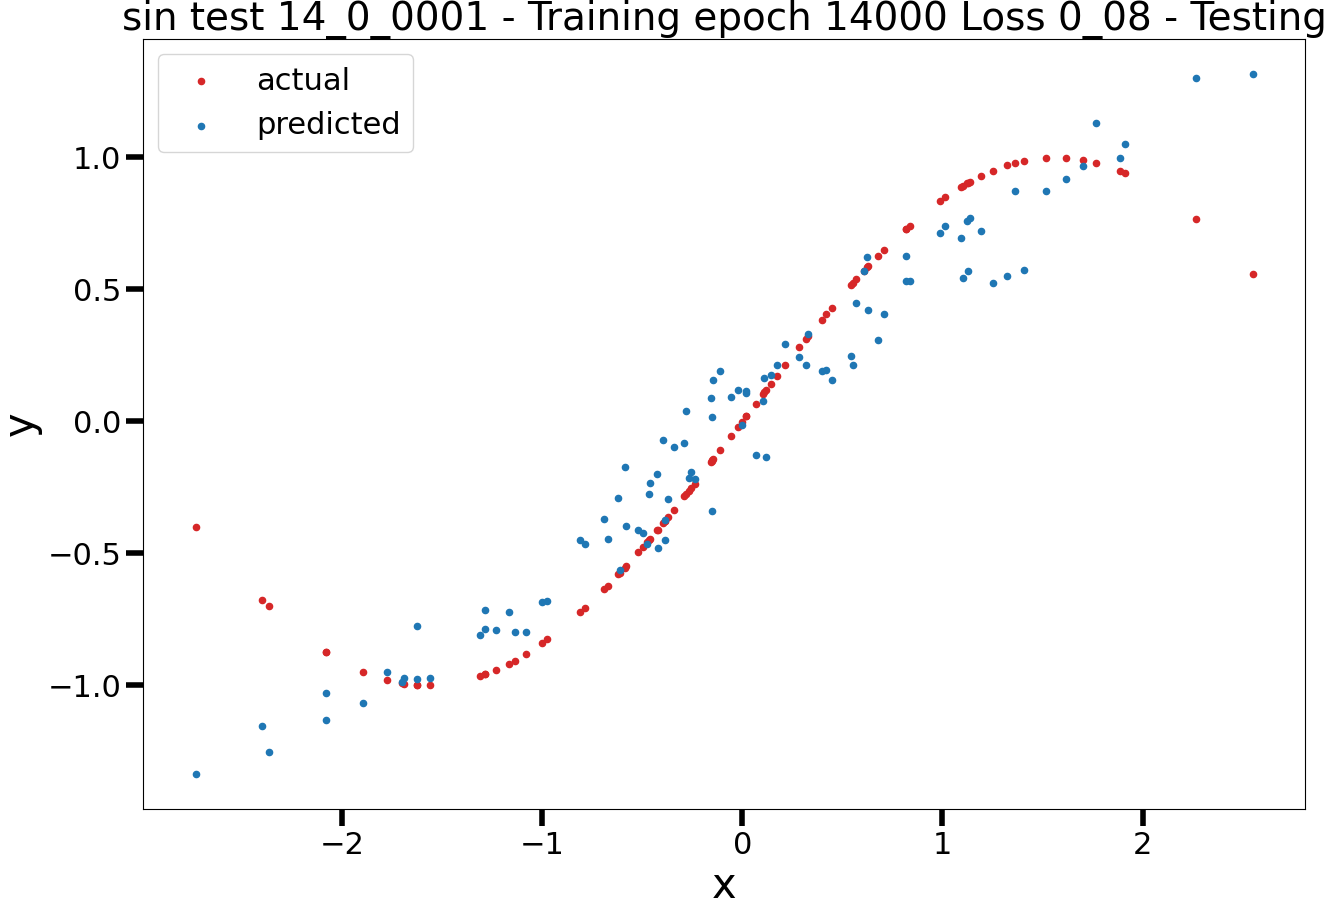 sin test 14_0_0001 - Training epoch 14000 Loss 0_08 - Testing
actual
predicted
1.0
0.5
0.0
−0.5
−1.0
y
−2
−1
0
1
2
x